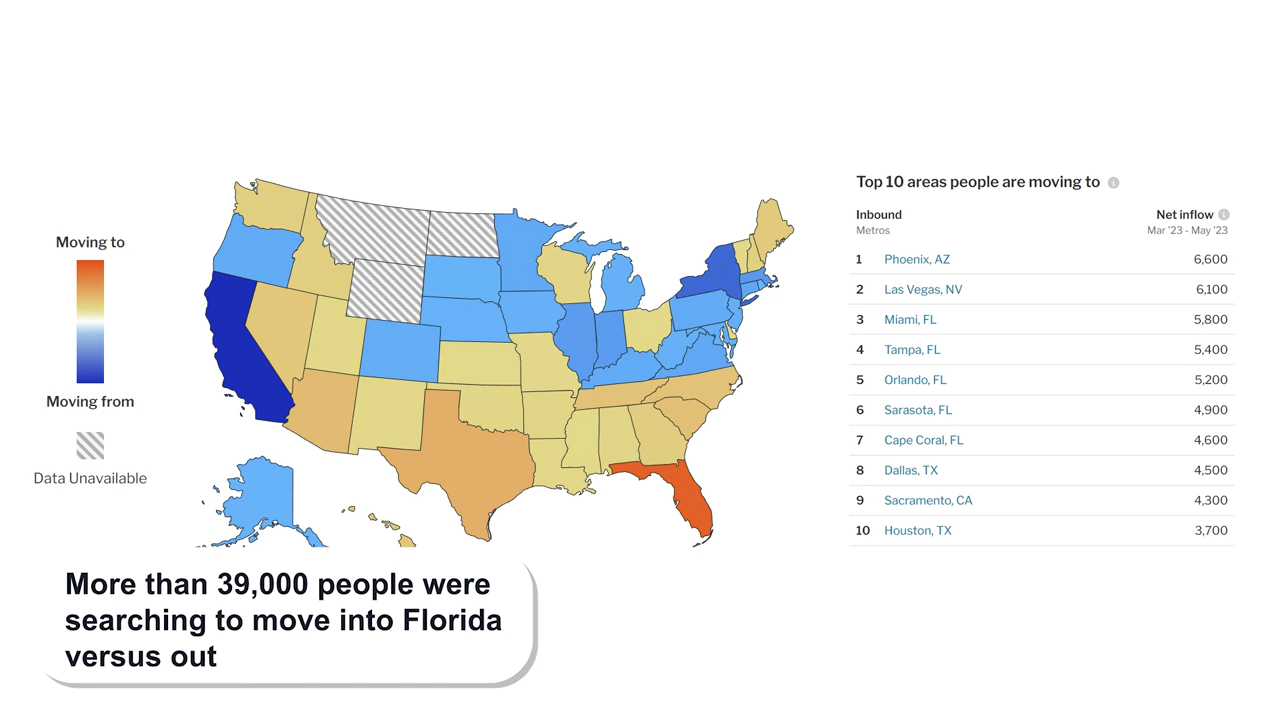 Moving to
Moving from
Data Unavailable
Top 10 areas people are moving to
Inbound Net inflow
Metros Mar '23 - May '23
1 Phoenix, AZ 6,600
2 Las Vegas, NV 6,100
3 Miami, FL 5,800
4 Tampa, FL 5,400
5 Orlando, FL 5,200
6 Sarasota, FL 4,900
7 Cape Coral, FL 4,600
8 Dallas, TX 4,500
9 Sacramento, CA 4,300
10 Houston, TX 3,700
More than 39,000 people were
searching to move into Florida
versus out